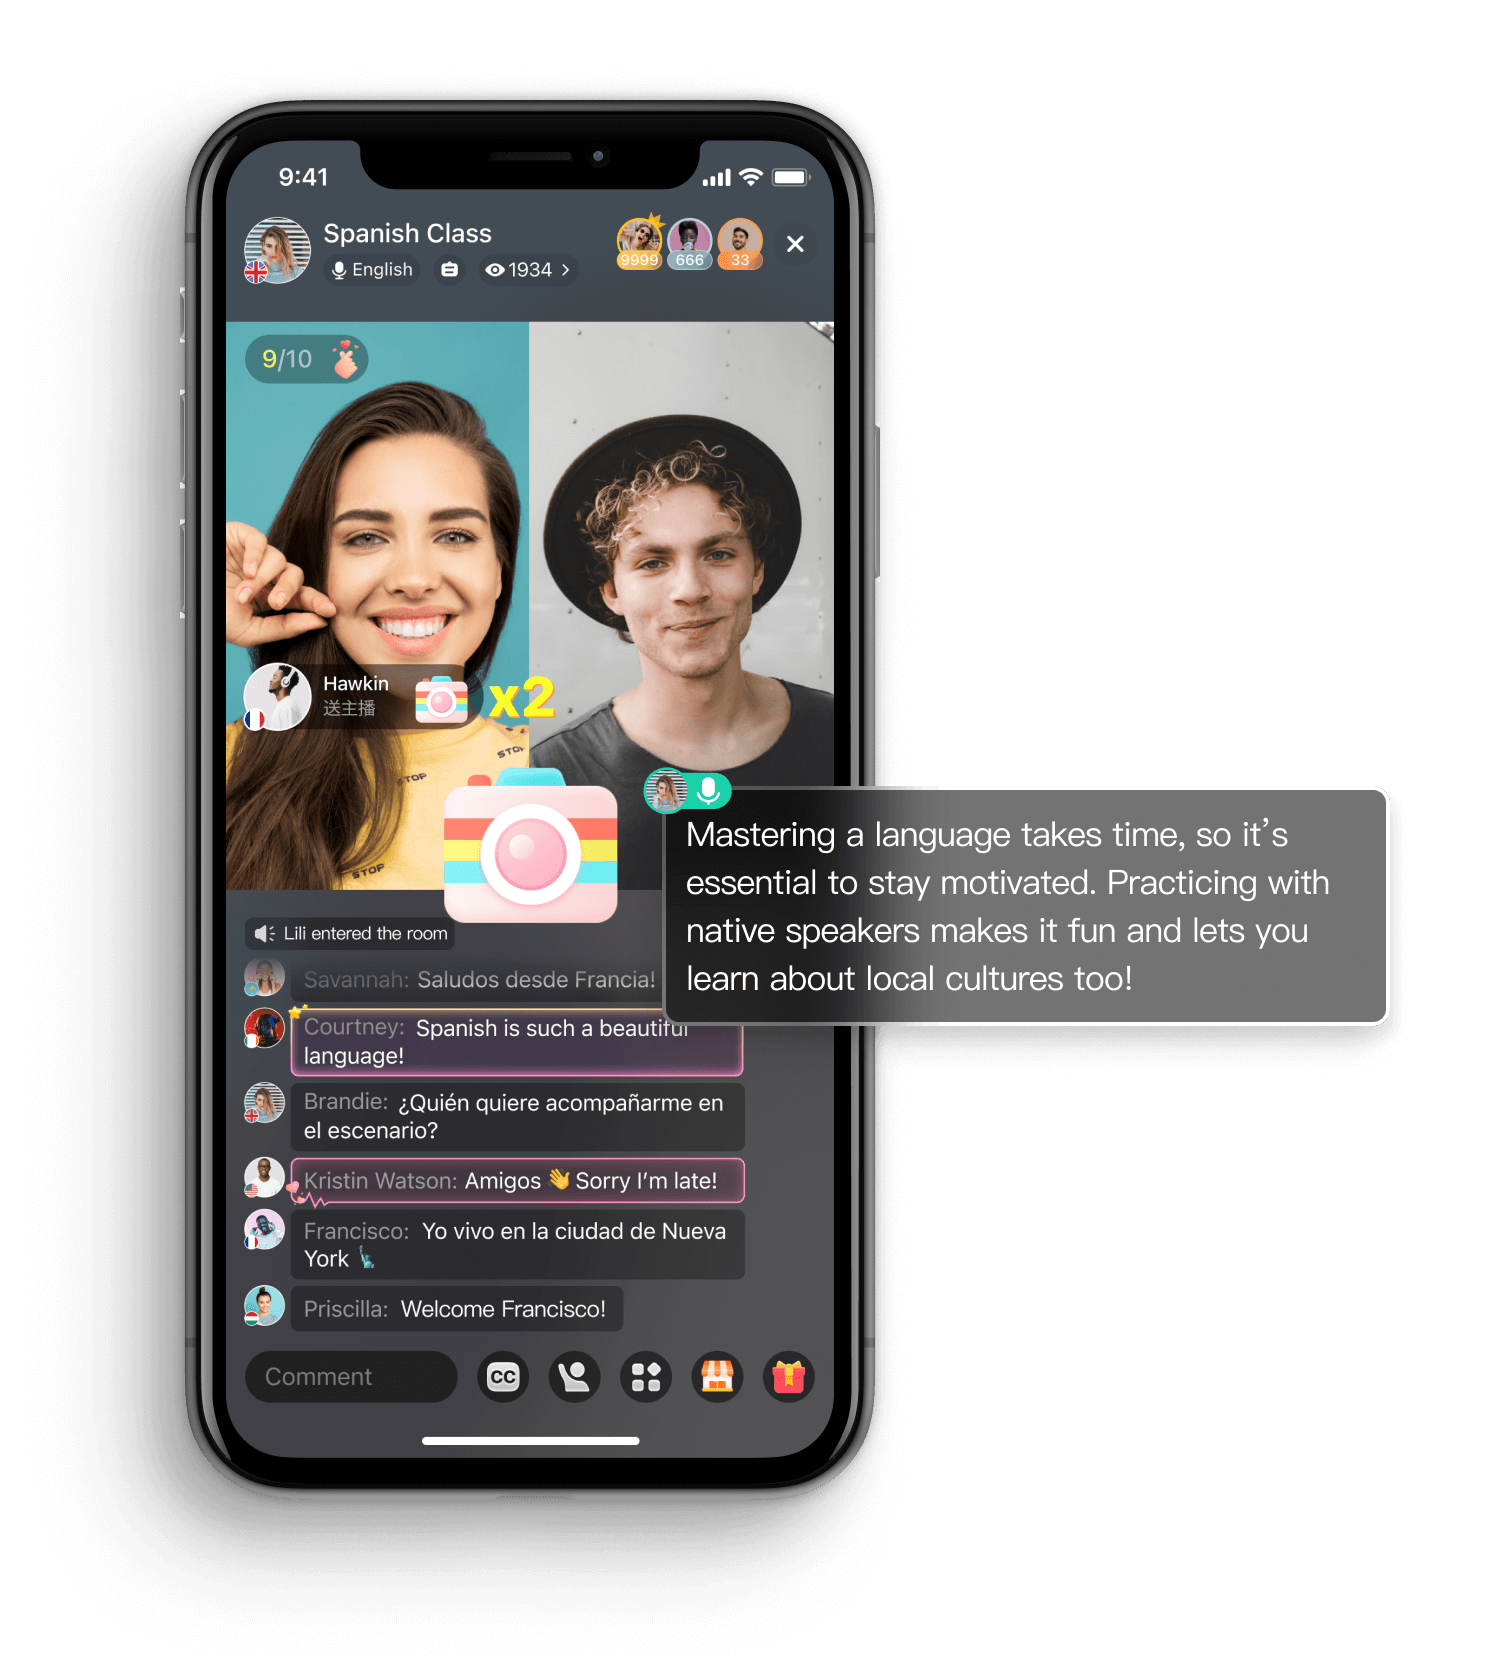 9:41
Spanish Class
English
1934
9999
666
33
9/10
Hawkin
送主播
x2
STOP
STOP
STOP
Mastering a language takes time, so it’s
essential to stay motivated. Practicing with
native speakers makes it fun and lets you
learn about local cultures too!
Lili entered the room
Savannah: Saludos desde Francia!
Courtney: Spanish is such a beautiful
language!
Brandie: ¿Quién quiere acompañarme en
el escenario?
Kristin Watson: Amigos 👋 Sorry I’m late!
Francisco: Yo vivo en la ciudad de Nueva
York 🗽
Priscilla: Welcome Francisco!
Comment
CC